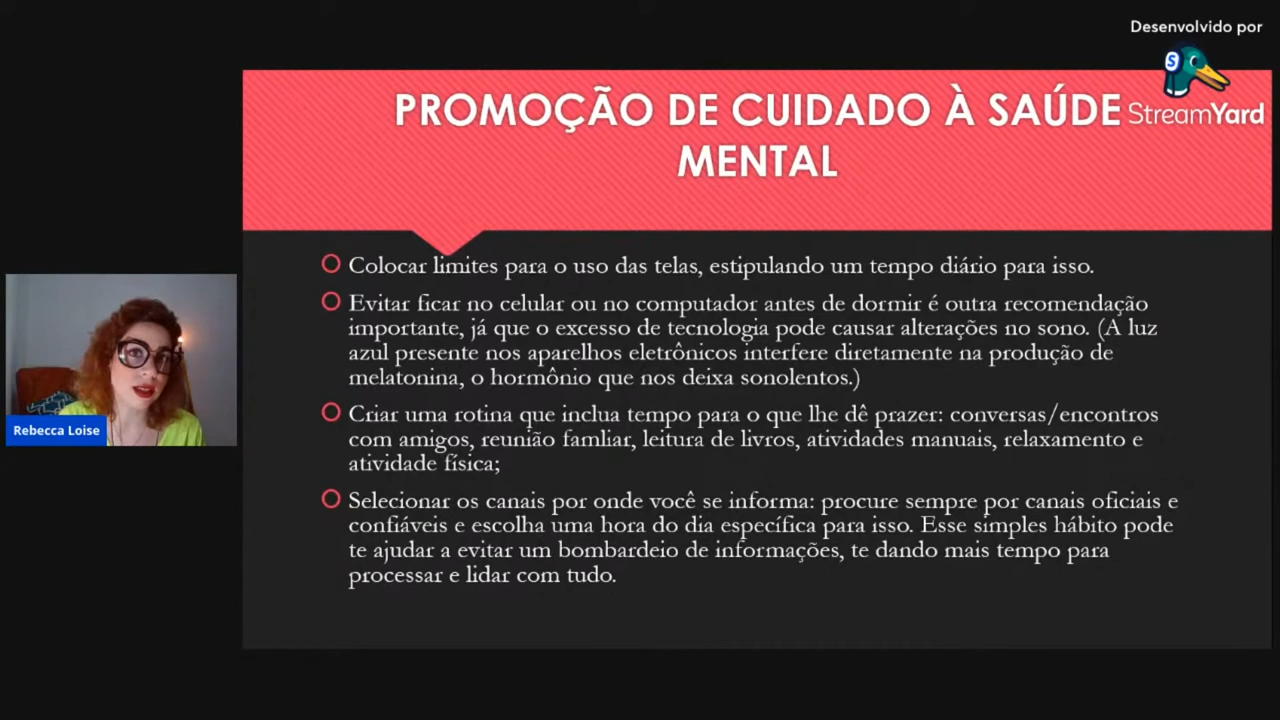 Desenvolvido por
StreamYard
PROMOÇÃO DE CUIDADO À SAÚDE
MENTAL
Colocar limites para o uso das telas, estipulando um tempo diário para isso.
Evitar ficar no celular ou no computador antes de dormir é outra recomendação
importante, já que o excesso de tecnologia pode causar alterações no sono. (A luz
azul presente nos aparelhos eletrônicos interfere diretamente na produção de
melatonina, o hormônio que nos deixa sonolentos.)
Criar uma rotina que inclua tempo para o que lhe dê prazer: conversas/encontros
com amigos, reunião famliar, leitura de livros, atividades manuais, relaxamento e
atividade física;
Selecionar os canais por onde você se informa: procure sempre por canais oficiais e
confiáveis e escolha uma hora do dia específica para isso. Esse simples hábito pode
te ajudar a evitar um bombardeio de informações, te dando mais tempo para
processar e lidar com tudo.
Rebecca Loise